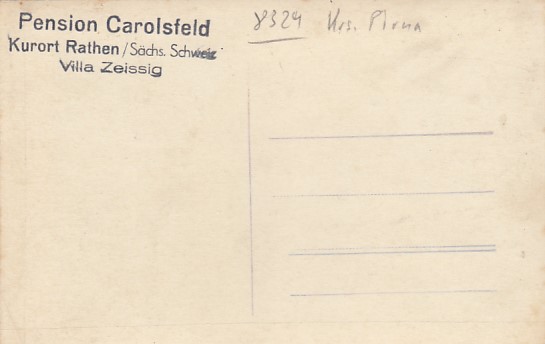 Pension Carolsfeld
Kurort Rathen / Sächs. Schweiz
Villa Zeissig
8324 Krs. Pirna